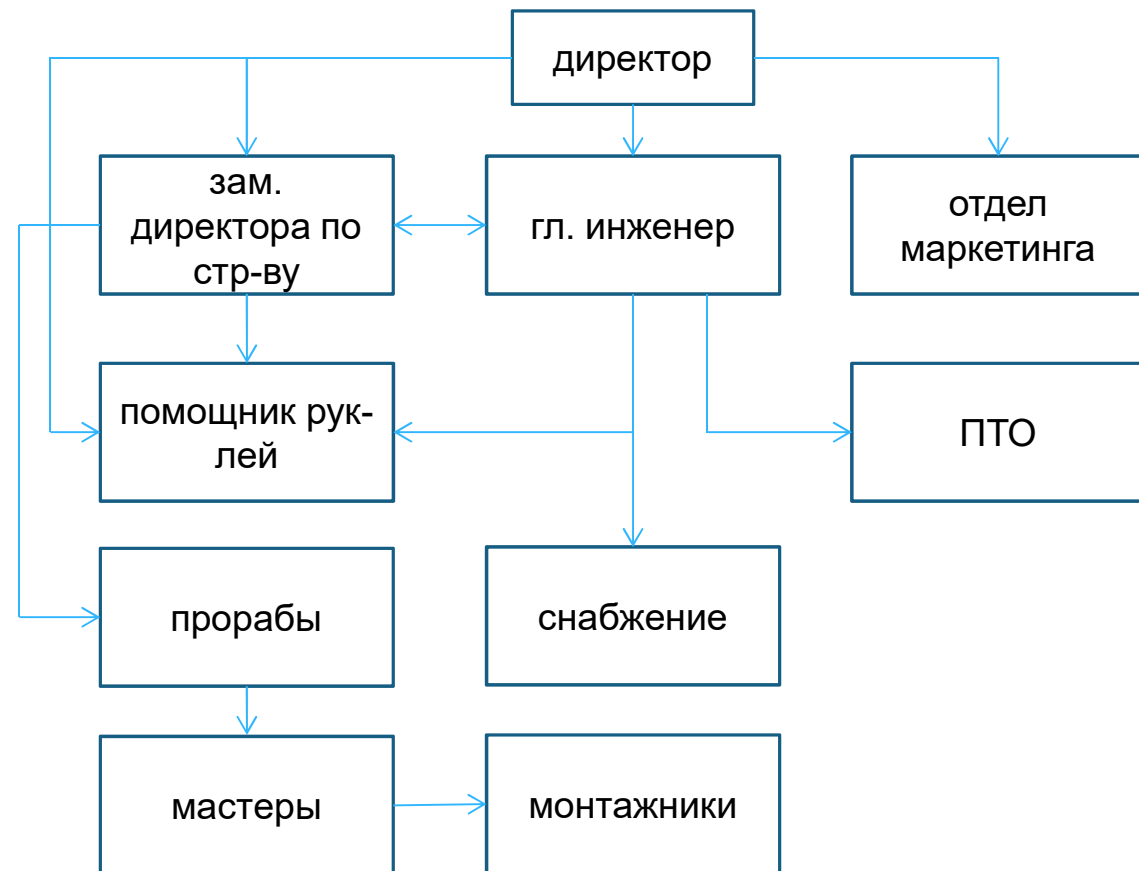 директор
зам.
директора по
стр-ву
гл. инженер
отдел
маркетинга
помощник рук-
лей
ПТО
прорабы
снабжение
мастеры
монтажники